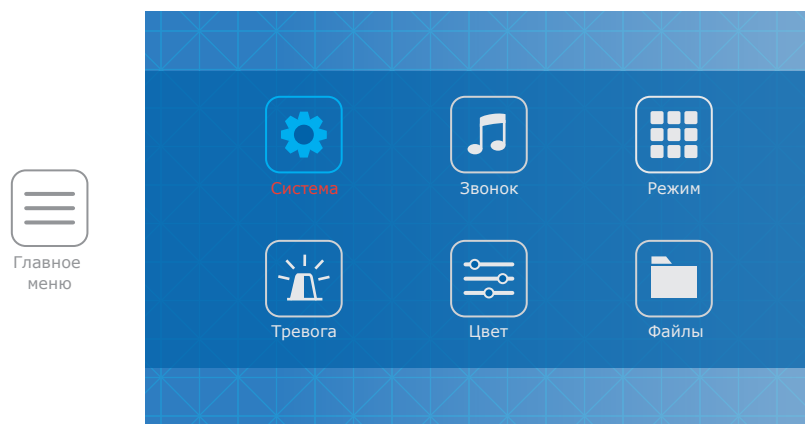 Система
Звонок
Режим
Главное
меню
Тревога
Цвет
Файлы